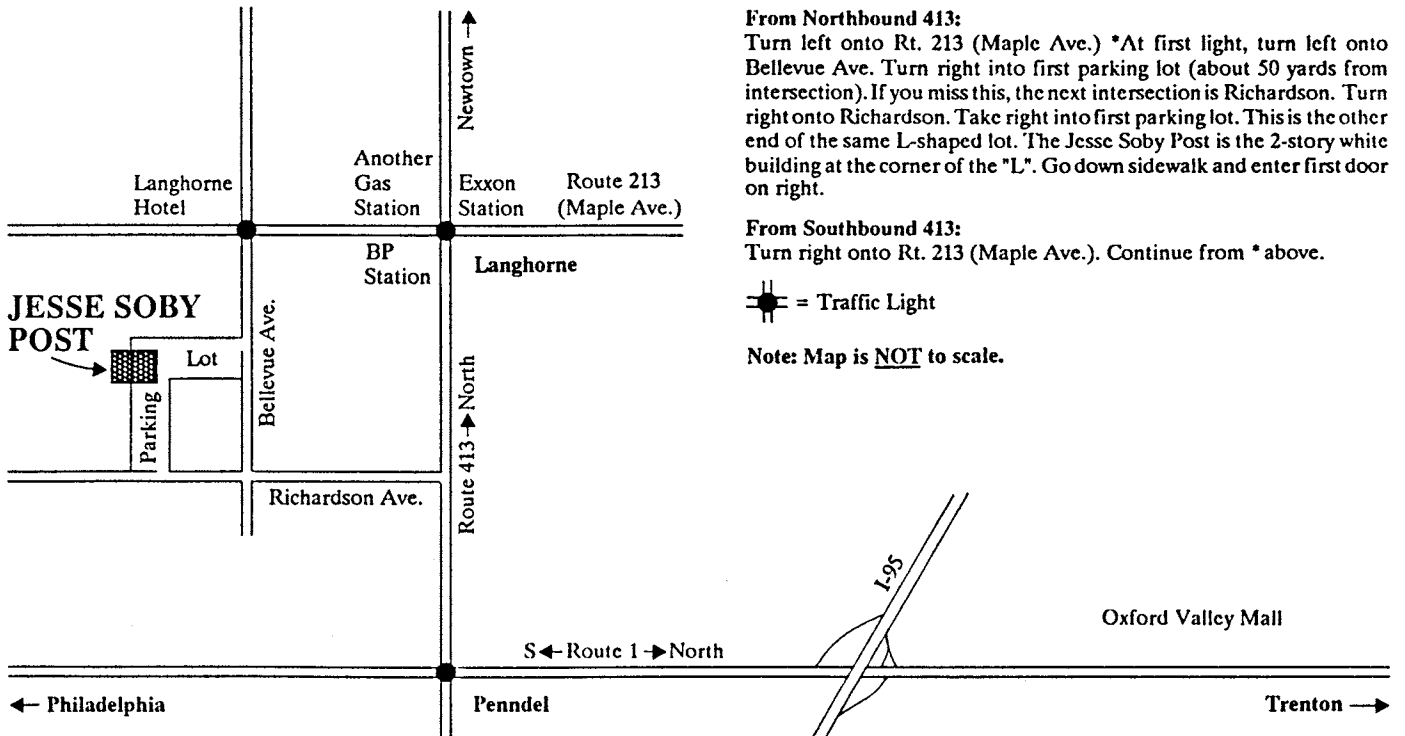 From Northbound 413:
Turn left onto Rt. 213 (Maple Ave.) *At first light, turn left onto
Bellevue Ave. Turn right into first parking lot (about 50 yards from
intersection). If you miss this, the next intersection is Richardson. Turn
right onto Richardson. Take right into first parking lot. This is the other
end of the same L-shaped lot. The Jesse Soby Post is the 2-story white
building at the corner of the "L". Go down sidewalk and enter first door
on right.
From Southbound 413:
Turn right onto Rt. 213 (Maple Ave.). Continue from * above.
= Traffic Light
Note: Map is NOT to scale.
Newtown →
Langhorne
Hotel
Another
Gas
Station
Exxon
Station
Route 213
(Maple Ave.)
BP
Station
Langhorne
JESSE SOBY
POST
Lot
Parking
Bellevue Ave.
Route 413 → North
Richardson Ave.
I-95
Oxford Valley Mall
S ← Route 1 → North
← Philadelphia
Penndel
Trenton →